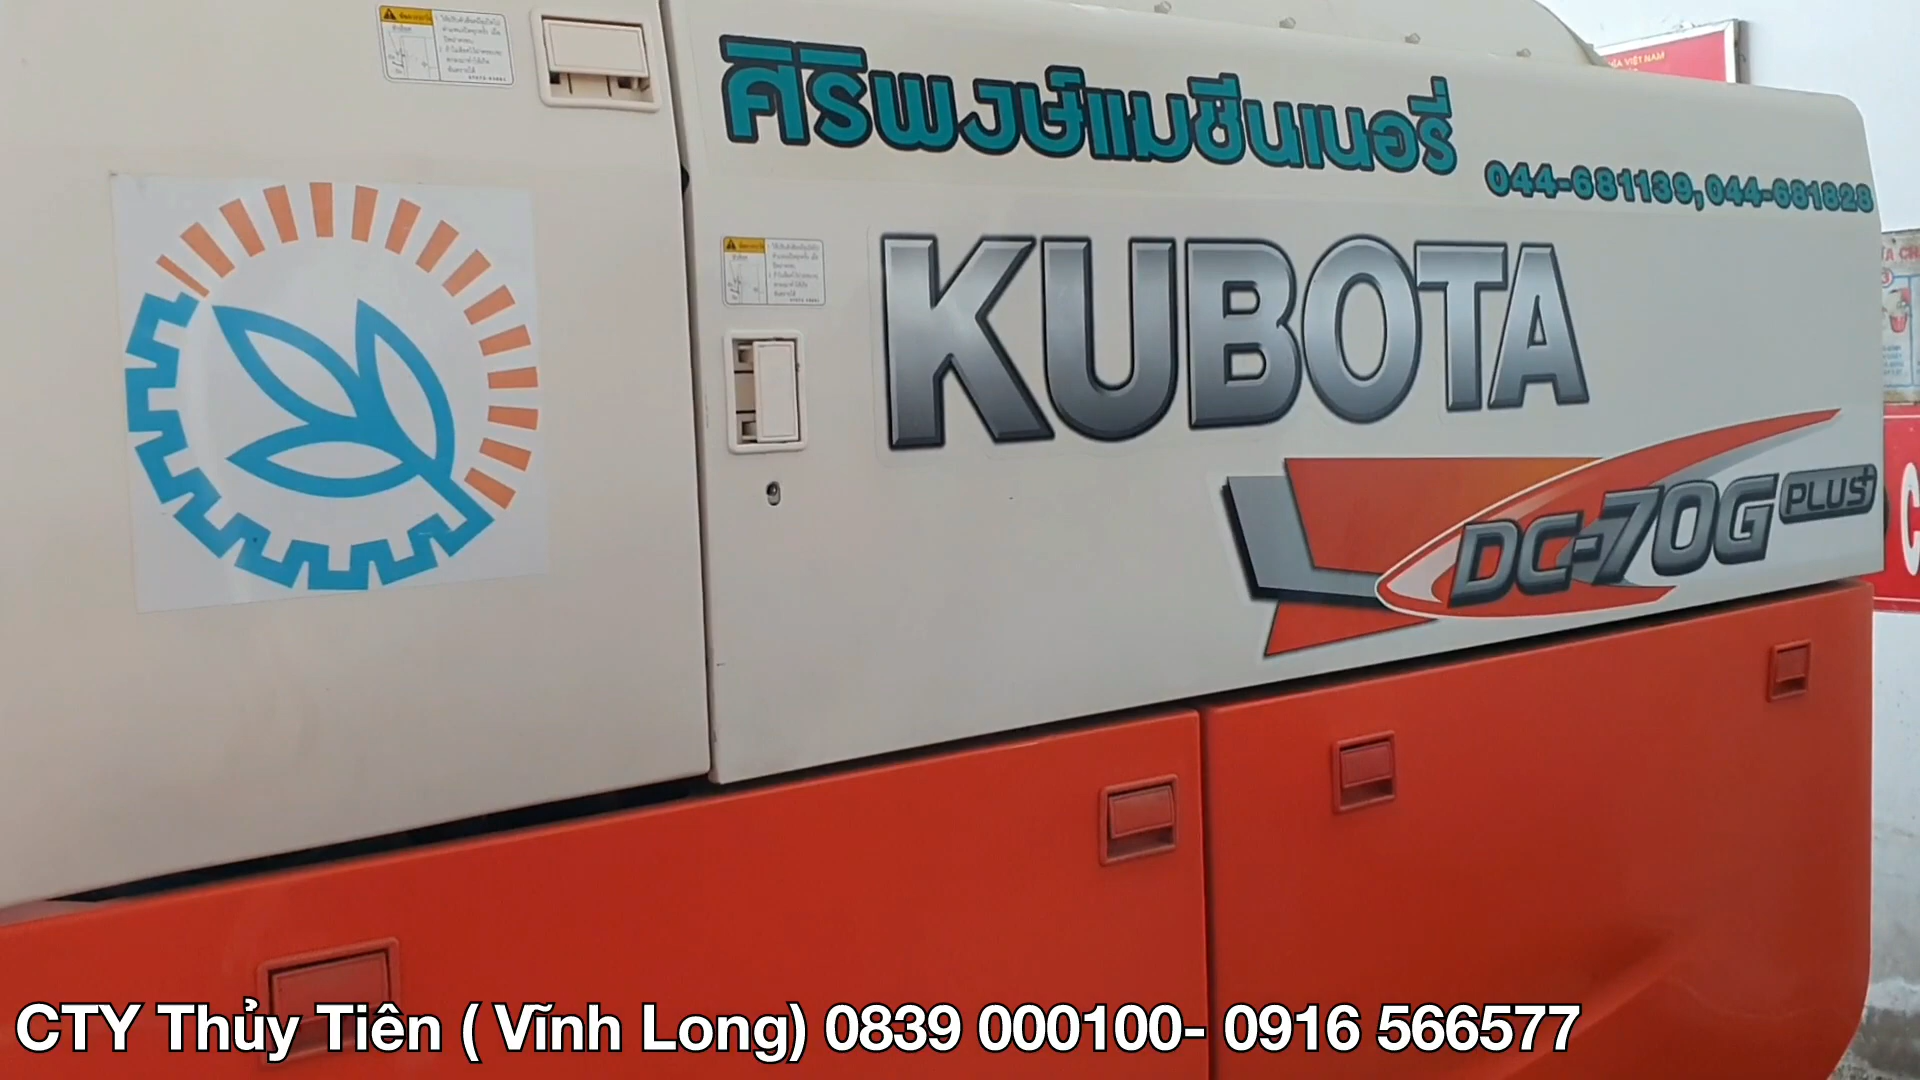 ศิริพงษ์แมชีนเนอรี่
044-681139, 044-681828
KUBOTA
DC-70G PLUS+
CTY Thủy Tiên ( Vĩnh Long) 0839 000100- 0916 566577